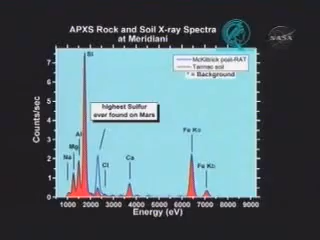 APXS Rock and Soil X-ray Spectra
at Meridiani
NASA
McKittrick post-RAT
Tarmac soil
* = Background
Si
highest Sulfur
ever found on Mars
Al
Mg
Na
Cl
Ca
Fe Kα
Fe Kb
Counts/sec
7
6
5
4
3
2
1
0
1000 2000 3000 4000 5000 6000 7000 8000 9000
Energy (eV)